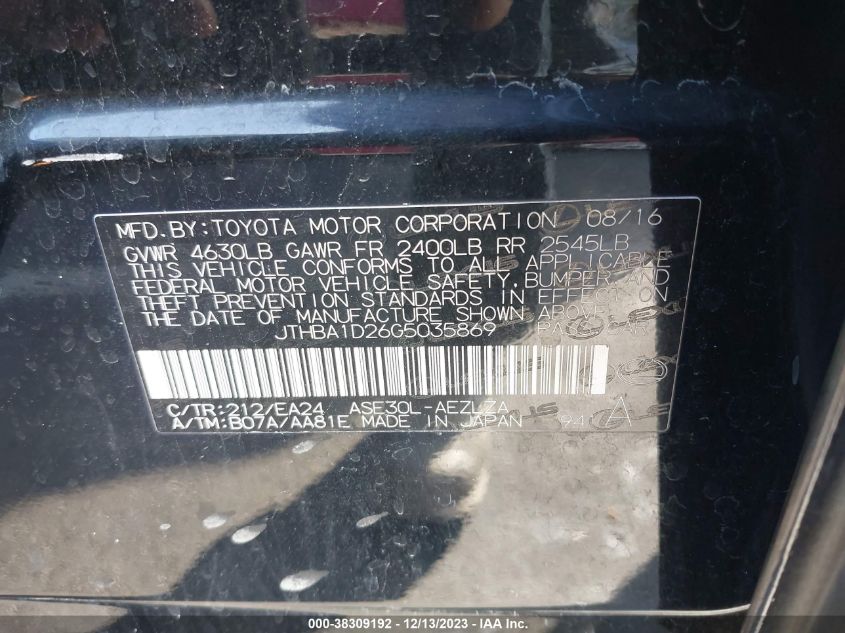 MFD.BY:TOYOTA MOTOR CORPORATION 08/16
GVWR 4630LB GAWR FR 2400LB RR 2545LB
THIS VEHICLE CONFORMS TO ALL APPLICABLE
FEDERAL MOTOR VEHICLE SAFETY, BUMPER, AND
THEFT PREVENTION STANDARDS IN EFFECT ON
THE DATE OF MANUFACTURE SHOWN ABOVE.
JTHBA1D26G5035869
C/TR:212/EA24 ASE30L-AEZLZA
A/TM:B07A/AA81E MADE IN JAPAN A
000-38309192 - 12/13/2023 - IAA Inc.